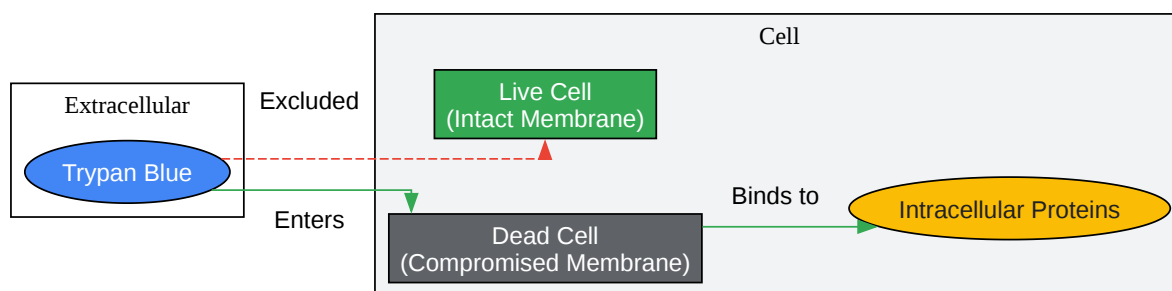 Cell
Extracellular
Excluded
Live Cell
(Intact Membrane)
Trypan Blue
Enters
Dead Cell
(Compromised Membrane)
Binds to
Intracellular Proteins